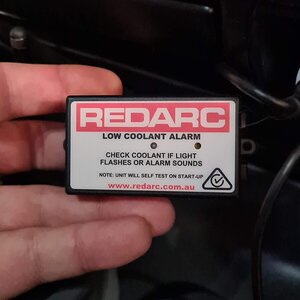 REDARC
LOW COOLANT ALARM
CHECK COOLANT IF LIGHT
FLASHES OR ALARM SOUNDS
NOTE: UNIT WILL SELF TEST ON START-UP
www.redarc.com.au